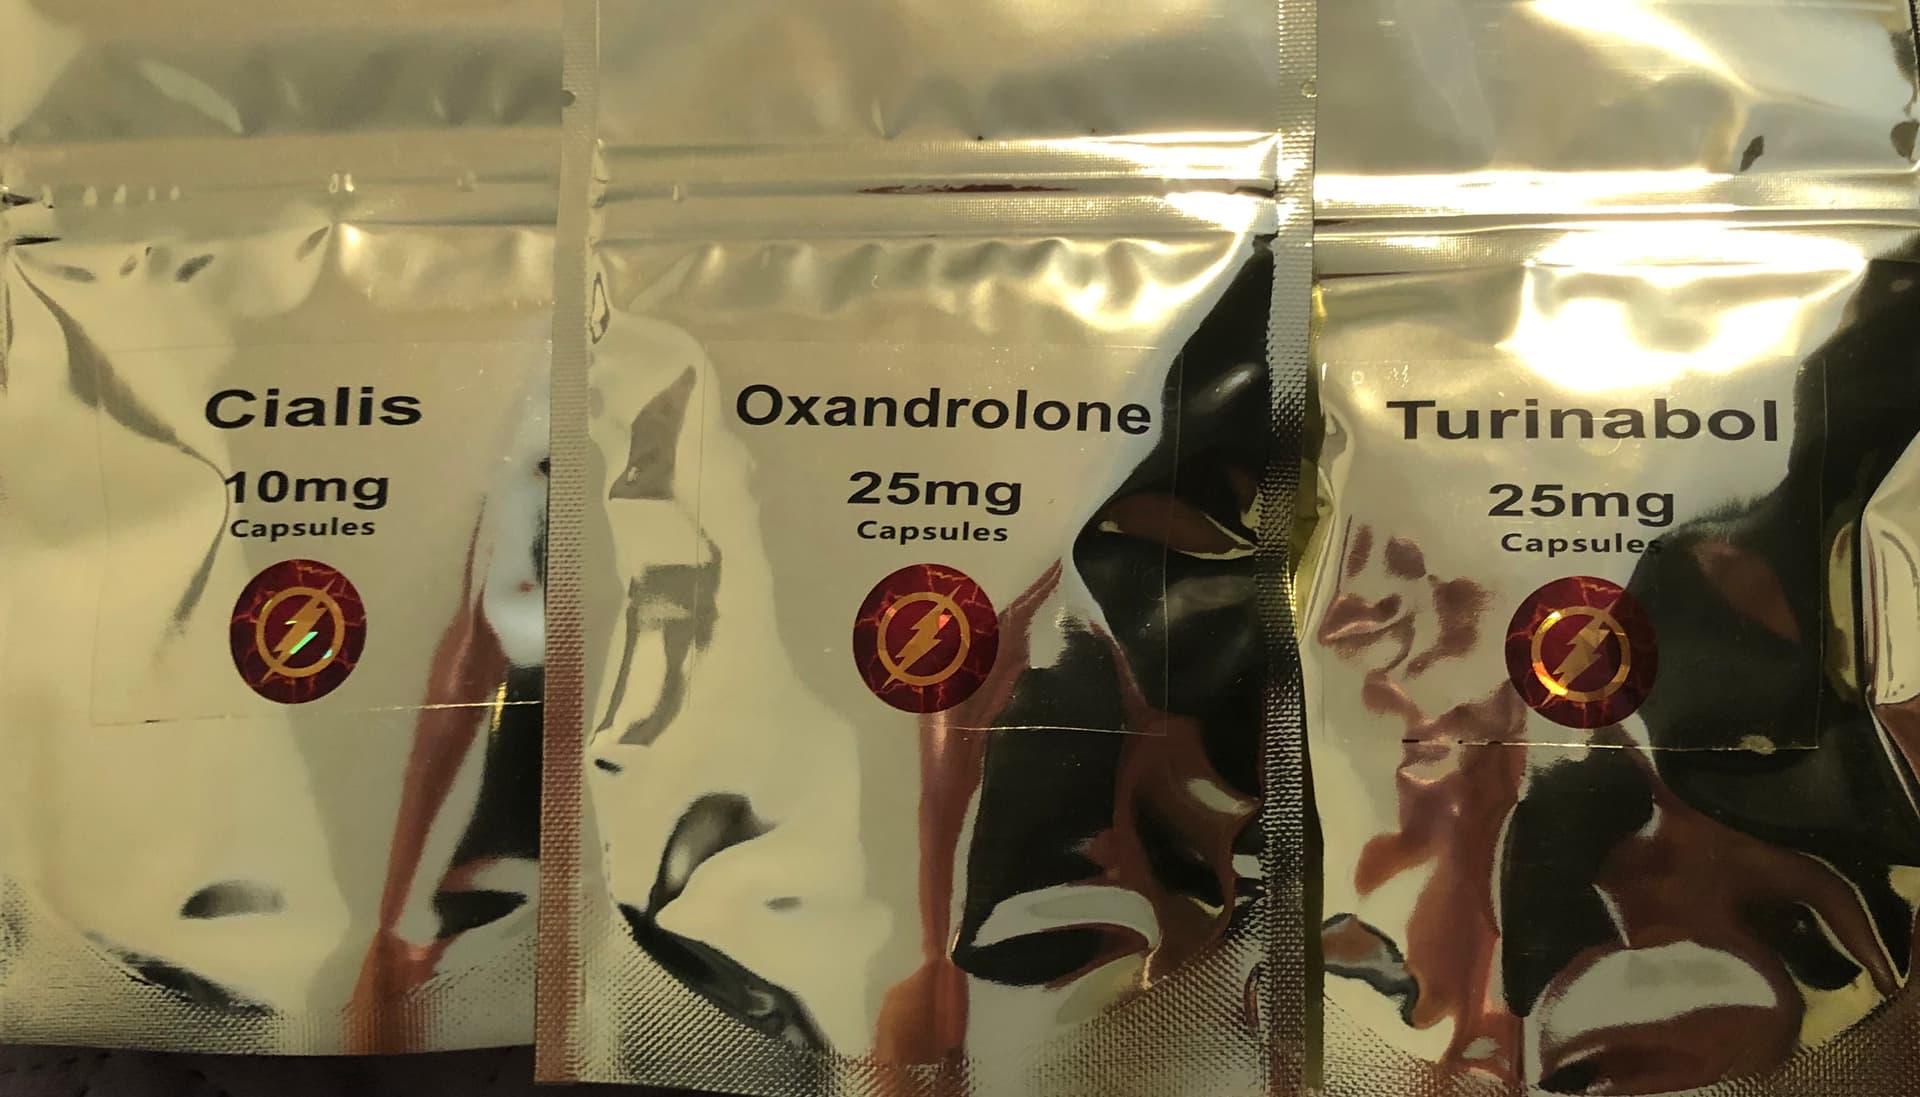 Cialis
10mg
Capsules
Oxandrolone
25mg
Capsules
Turinabol
25mg
Capsules